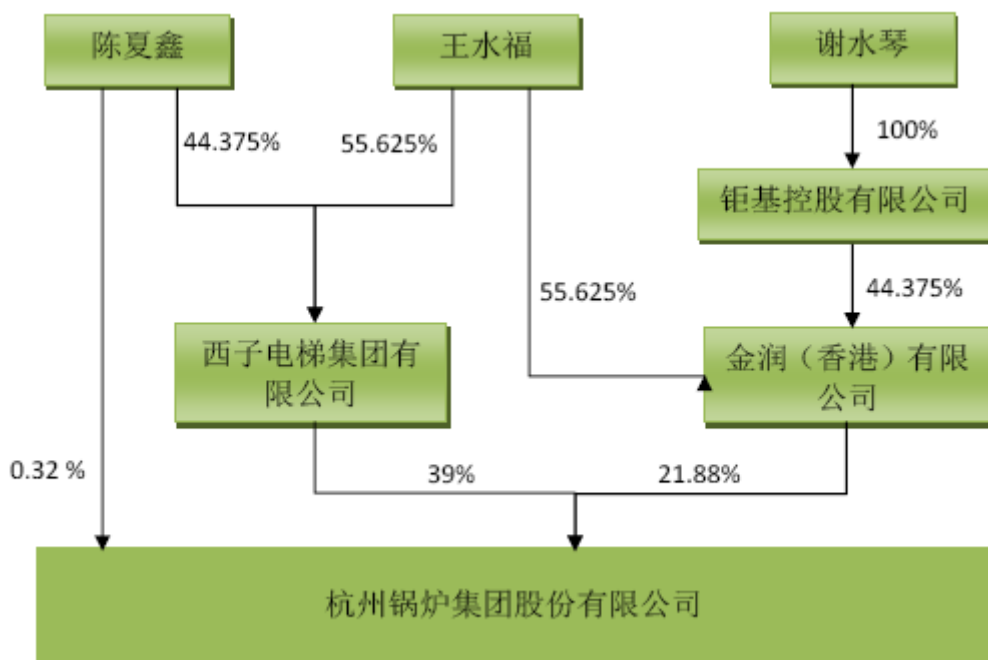 陈夏鑫
王水福
谢水琴
44.375%
55.625%
100%
钜基控股有限公司
55.625%
44.375%
西子电梯集团有
限公司
金润（香港）有限
公司
0.32 %
39%
21.88%
杭州锅炉集团股份有限公司